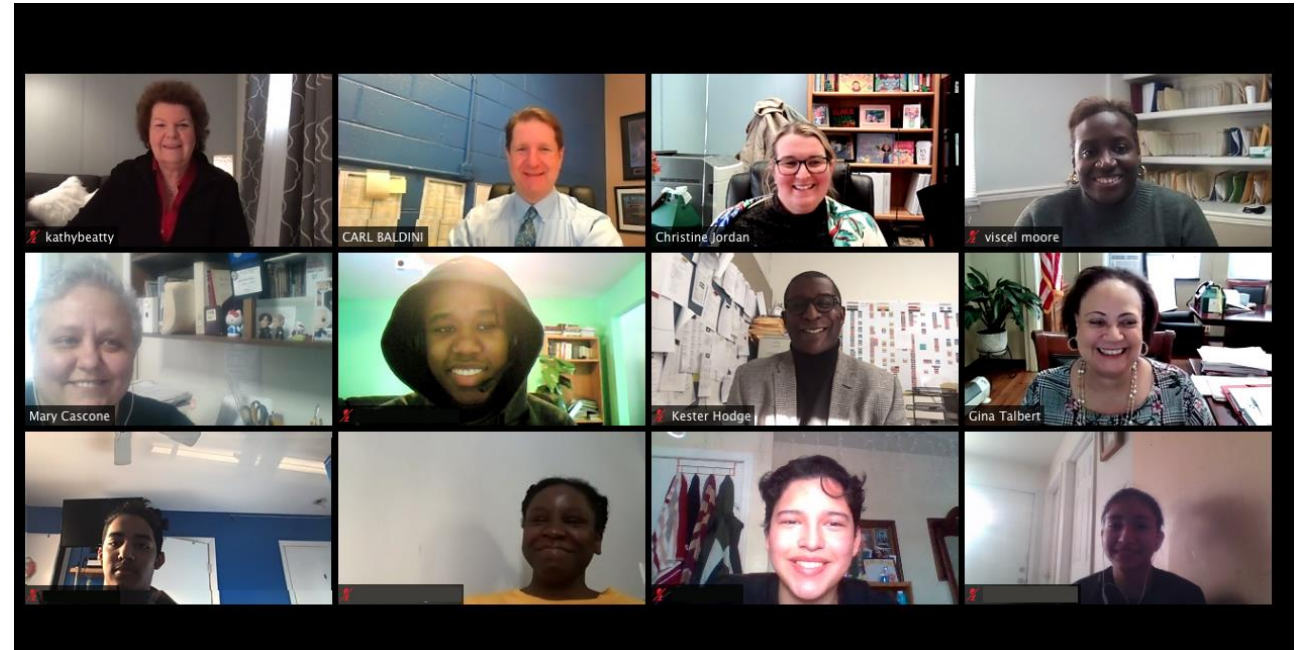 kathybeatty
CARL BALDINI
Christine Jordan
viscel moore
Mary Cascone
Kester Hodge
Gina Talbert